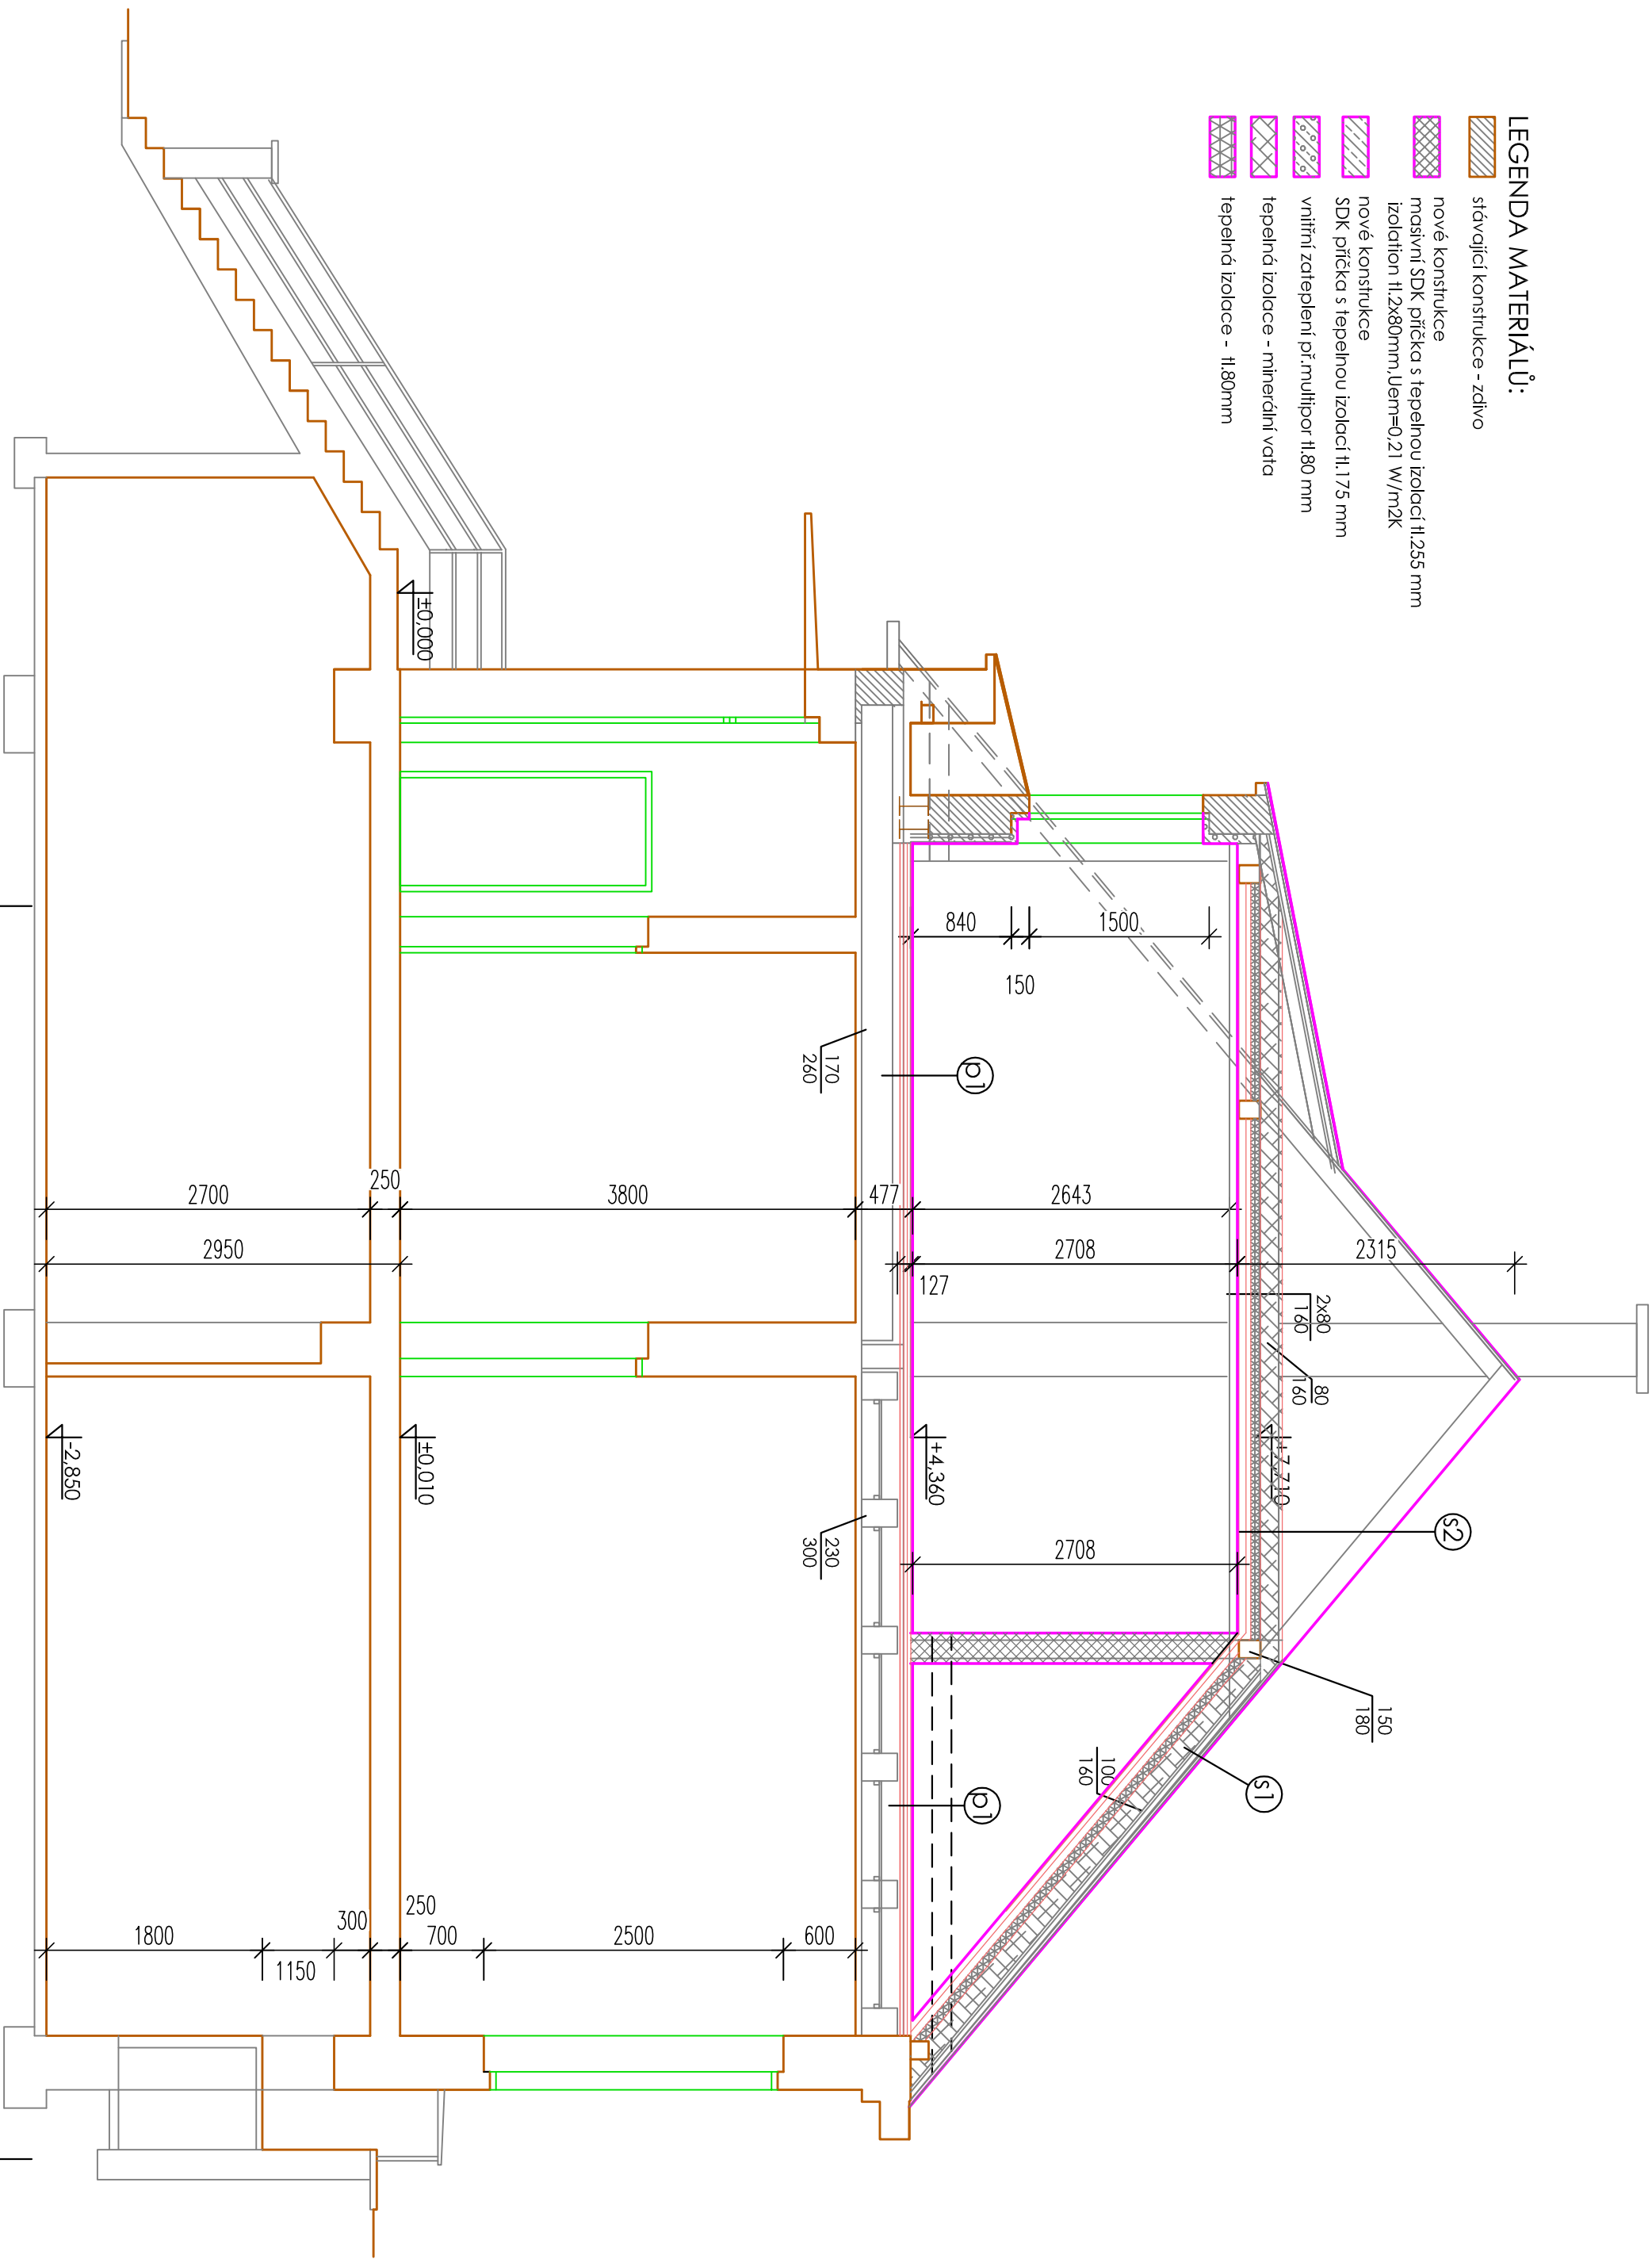 LEGENDA MATERIÁLŮ:
stávající konstrukce - zdivo
nové konstrukce
masivní SDK příčka s tepelnou izolací tl.255 mm
izolation tl.2x80mm,Uem=0,21 W/m2K
nové konstrukce
SDK příčka s tepelnou izolací tl.175 mm
vnitřní zateplení př.multipor tl.80 mm
tepelná izolace - minerální vata
tepelná izolace - tl.80mm
±0,000
840
1500
150
170
260
p1
2700
250
3800
477
2643
2950
127
2708
2315
2x80
160
80
160
-2,850
±0,010
+4,360
+7,710
s2
230
300
2708
150
180
s1
100
160
p1
1800
1150
300
250
700
2500
600